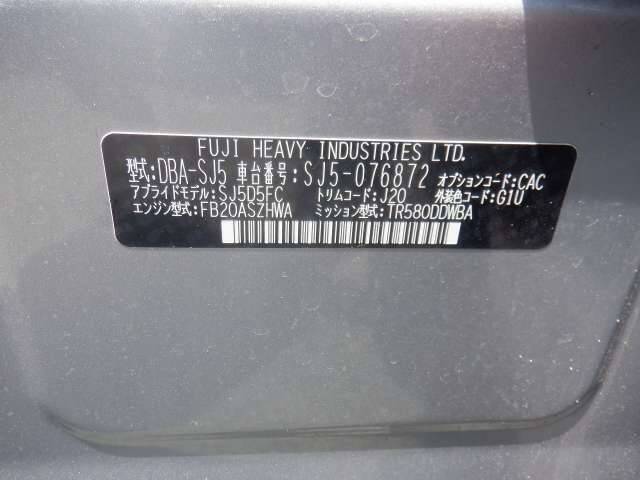 FUJI HEAVY INDUSTRIES LTD.
型式:DBA-SJ5 車台番号:SJ5-076872 オプションコード:CAC
アプライドモデル:SJ5D5FC トリムコード:J20 外装色コード:G1U
エンジン型式:FB20ASZHWA ミッション型式:TR580DDWBA